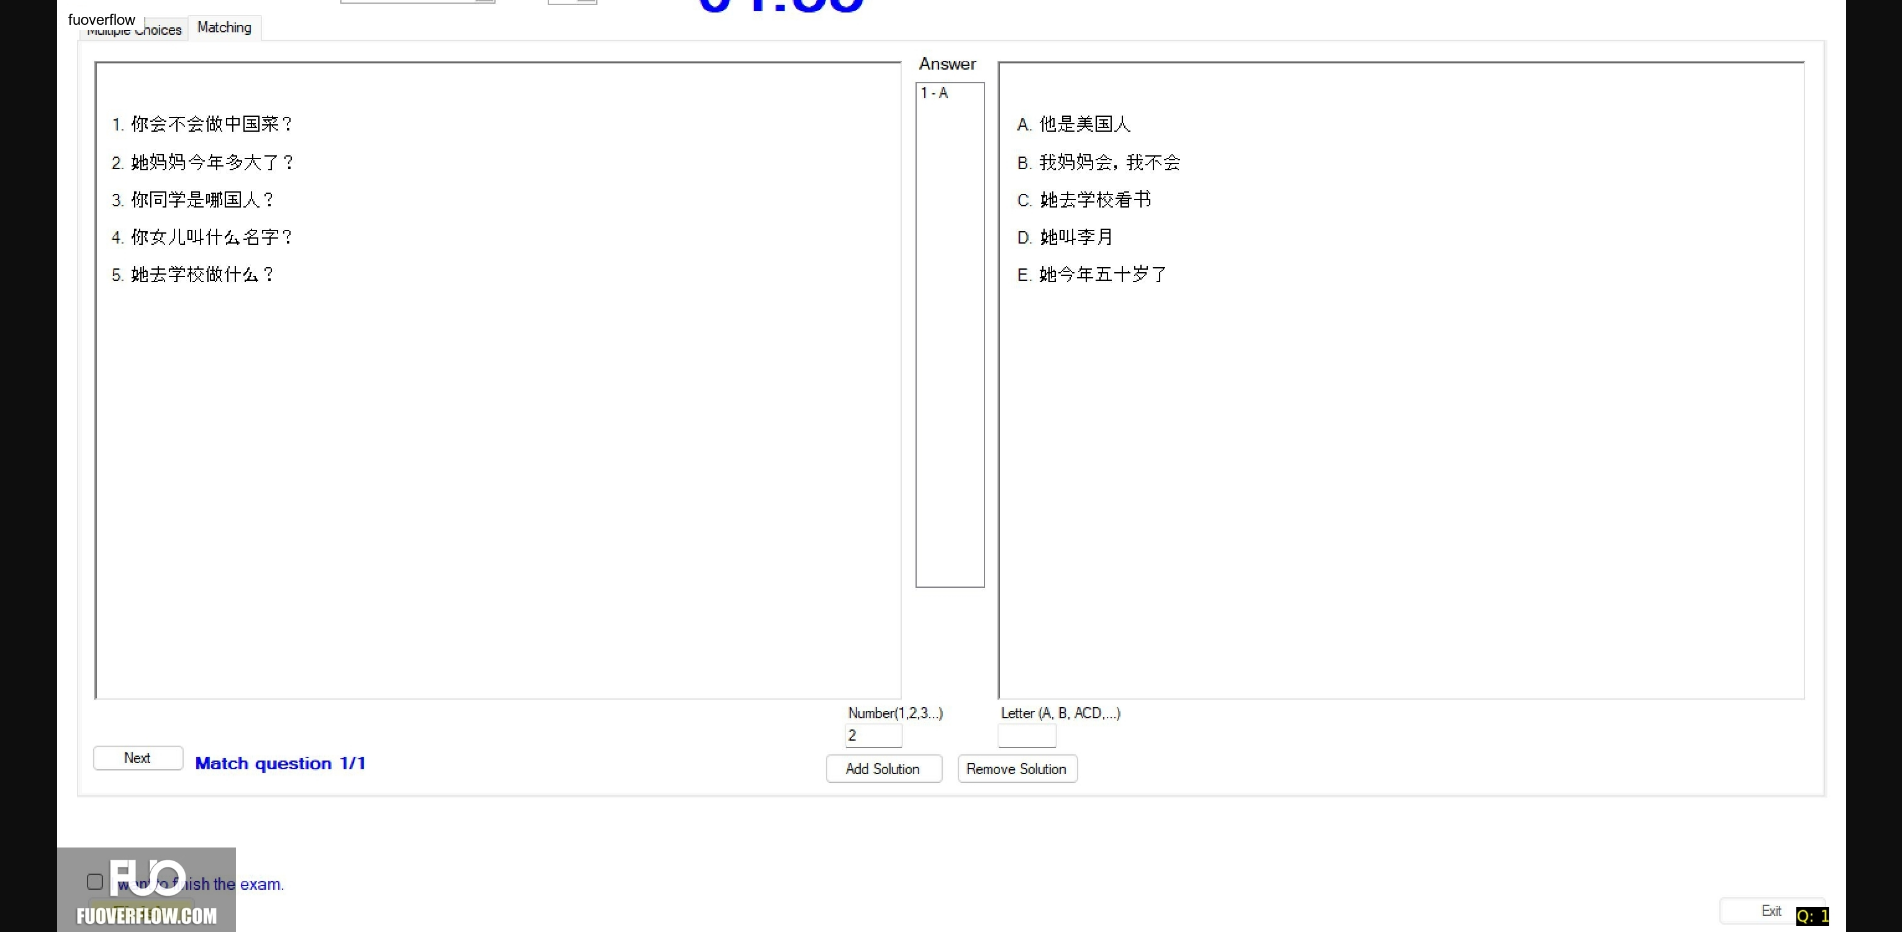 fuoverflow
Multiple Choices
Matching
Answer
1 - A
1. 你会不会做中国菜？
2. 她妈妈今年多大了？
3. 你同学是哪国人？
4. 你女儿叫什么名字？
5. 她去学校做什么？
A. 他是美国人
B. 我妈妈会，我不会
C. 她去学校看书
D. 她叫李月
E. 她今年五十岁了
Number(1,2,3...)
Letter (A, B, ACD,...)
2
Next
Match question 1/1
Add Solution
Remove Solution
I want to finish the exam.
FUO
FUOVERFLOW.COM
Exit
Q: 1